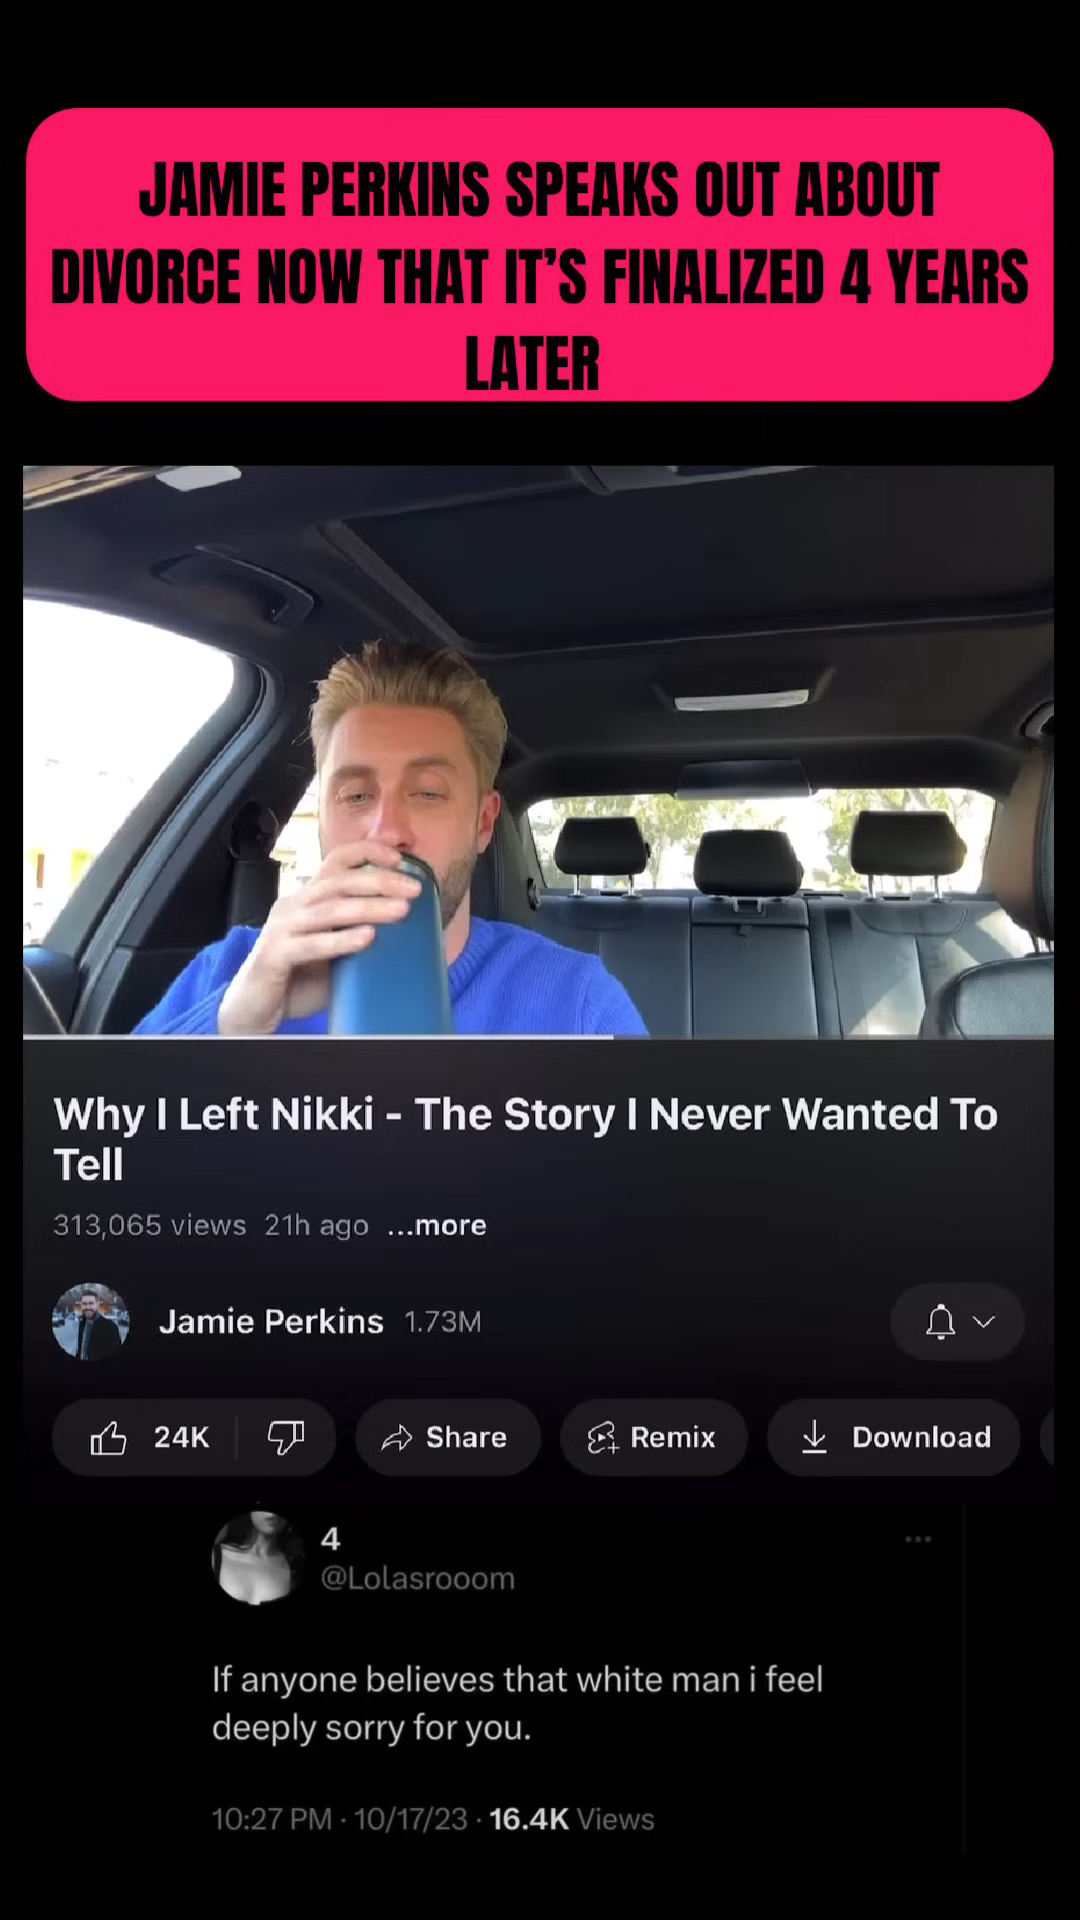 JAMIE PERKINS SPEAKS OUT ABOUT
DIVORCE NOW THAT IT'S FINALIZED 4 YEARS
LATER
Why I Left Nikki - The Story I Never Wanted To
Tell
313,065 views 21h ago ...more
Jamie Perkins 1.73M
24K Share Remix Download
4
@Lolasrooom
If anyone believes that white man i feel
deeply sorry for you.
10:27 PM · 10/17/23 · 16.4K Views